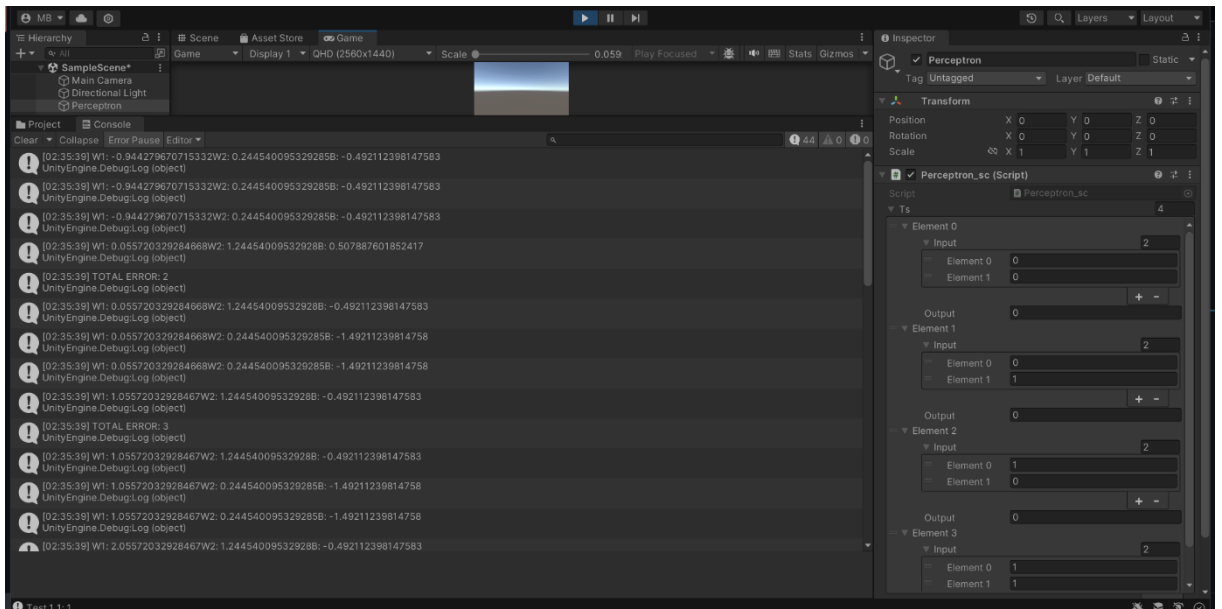 MB
Layers
Layout
Hierarchy
Scene
Asset Store
Game
Inspector
All
Game
Display 1
QHD (2560x1440)
Scale
0.059
Play Focused
Stats
Gizmos
SampleScene*
Main Camera
Directional Light
Perceptron
Project
Console
Clear
Collapse
Error Pause
Editor
44
0
0
[02:35:39] W1: -0.944279670715332W2: 0.244540095329285B: -0.492112398147583
UnityEngine.Debug:Log (object)
[02:35:39] W1: -0.944279670715332W2: 0.244540095329285B: -0.492112398147583
UnityEngine.Debug:Log (object)
[02:35:39] W1: -0.944279670715332W2: 0.244540095329285B: -0.492112398147583
UnityEngine.Debug:Log (object)
[02:35:39] W1: 0.055720329284668W2: 1.24454009532928B: 0.507887601852417
UnityEngine.Debug:Log (object)
[02:35:39] TOTAL ERROR: 2
UnityEngine.Debug:Log (object)
[02:35:39] W1: 0.055720329284668W2: 1.24454009532928B: -0.492112398147583
UnityEngine.Debug:Log (object)
[02:35:39] W1: 0.055720329284668W2: 0.244540095329285B: -1.49211239814758
UnityEngine.Debug:Log (object)
[02:35:39] W1: 0.055720329284668W2: 0.244540095329285B: -1.49211239814758
UnityEngine.Debug:Log (object)
[02:35:39] W1: 1.05572032928467W2: 1.24454009532928B: -0.492112398147583
UnityEngine.Debug:Log (object)
[02:35:39] TOTAL ERROR: 3
UnityEngine.Debug:Log (object)
[02:35:39] W1: 1.05572032928467W2: 1.24454009532928B: -0.492112398147583
UnityEngine.Debug:Log (object)
[02:35:39] W1: 1.05572032928467W2: 0.244540095329285B: -1.49211239814758
UnityEngine.Debug:Log (object)
[02:35:39] W1: 1.05572032928467W2: 0.244540095329285B: -1.49211239814758
UnityEngine.Debug:Log (object)
[02:35:39] W1: 2.05572032928467W2: 1.24454009532928B: -0.492112398147583
Test 1 1: 1
Perceptron
Static
Tag Untagged
Layer Default
Transform
Position X 0 Y 0 Z 0
Rotation X 0 Y 0 Z 0
Scale X 1 Y 1 Z 1
Perceptron_sc (Script)
Script Perceptron_sc
Ts 4
Element 0
Input 2
Element 0 0
Element 1 0
+ -
Output 0
Element 1
Input 2
Element 0 0
Element 1 1
+ -
Output 0
Element 2
Input 2
Element 0 1
Element 1 0
+ -
Output 0
Element 3
Input 2
Element 0 1
Element 1 1